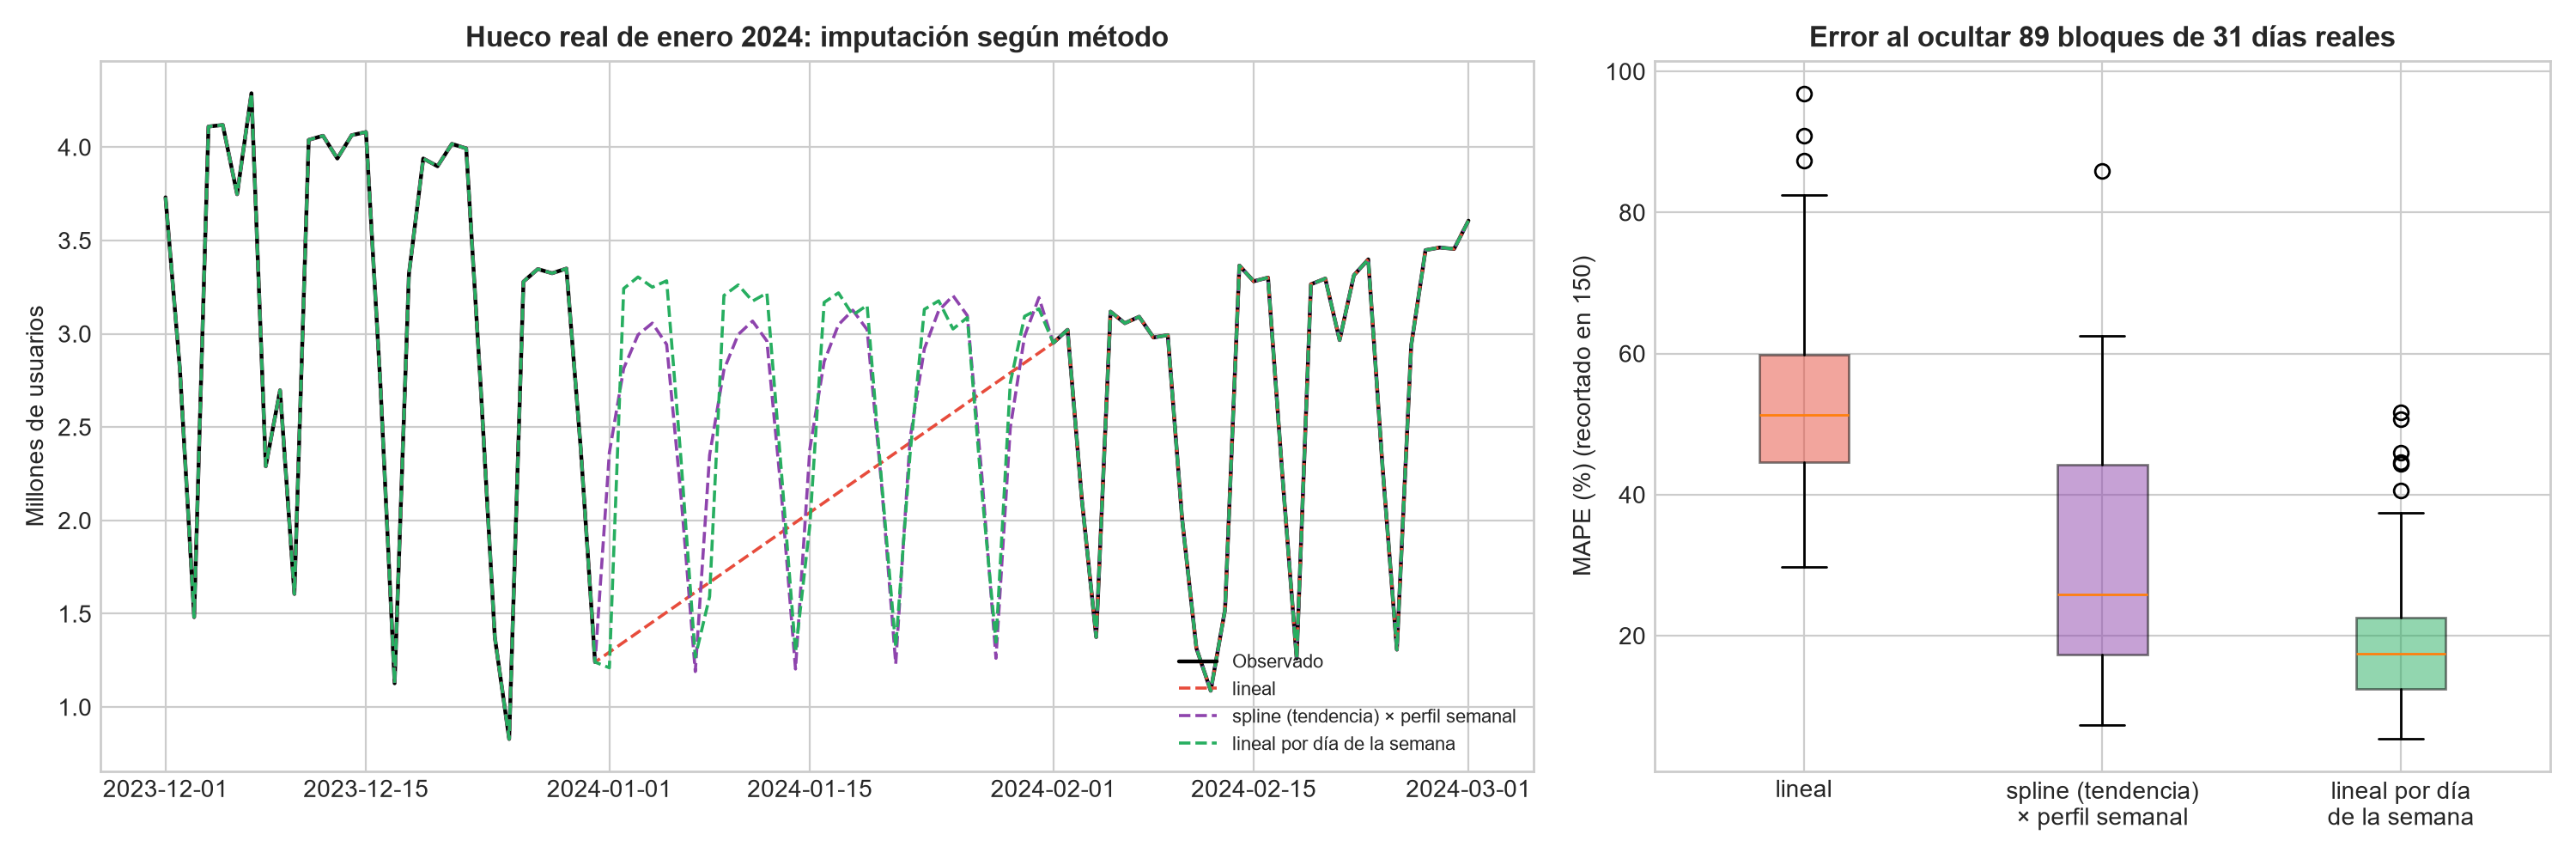 Hueco real de enero 2024: imputación según método
Millones de usuarios
4.0
3.5
3.0
2.5
2.0
1.5
1.0
2023-12-01
2023-12-15
2024-01-01
2024-01-15
2024-02-01
2024-02-15
2024-03-01
Observado
lineal
spline (tendencia) × perfil semanal
lineal por día de la semana
Error al ocultar 89 bloques de 31 días reales
MAPE (%) (recortado en 150)
100
80
60
40
20
lineal
spline (tendencia)
× perfil semanal
lineal por día
de la semana